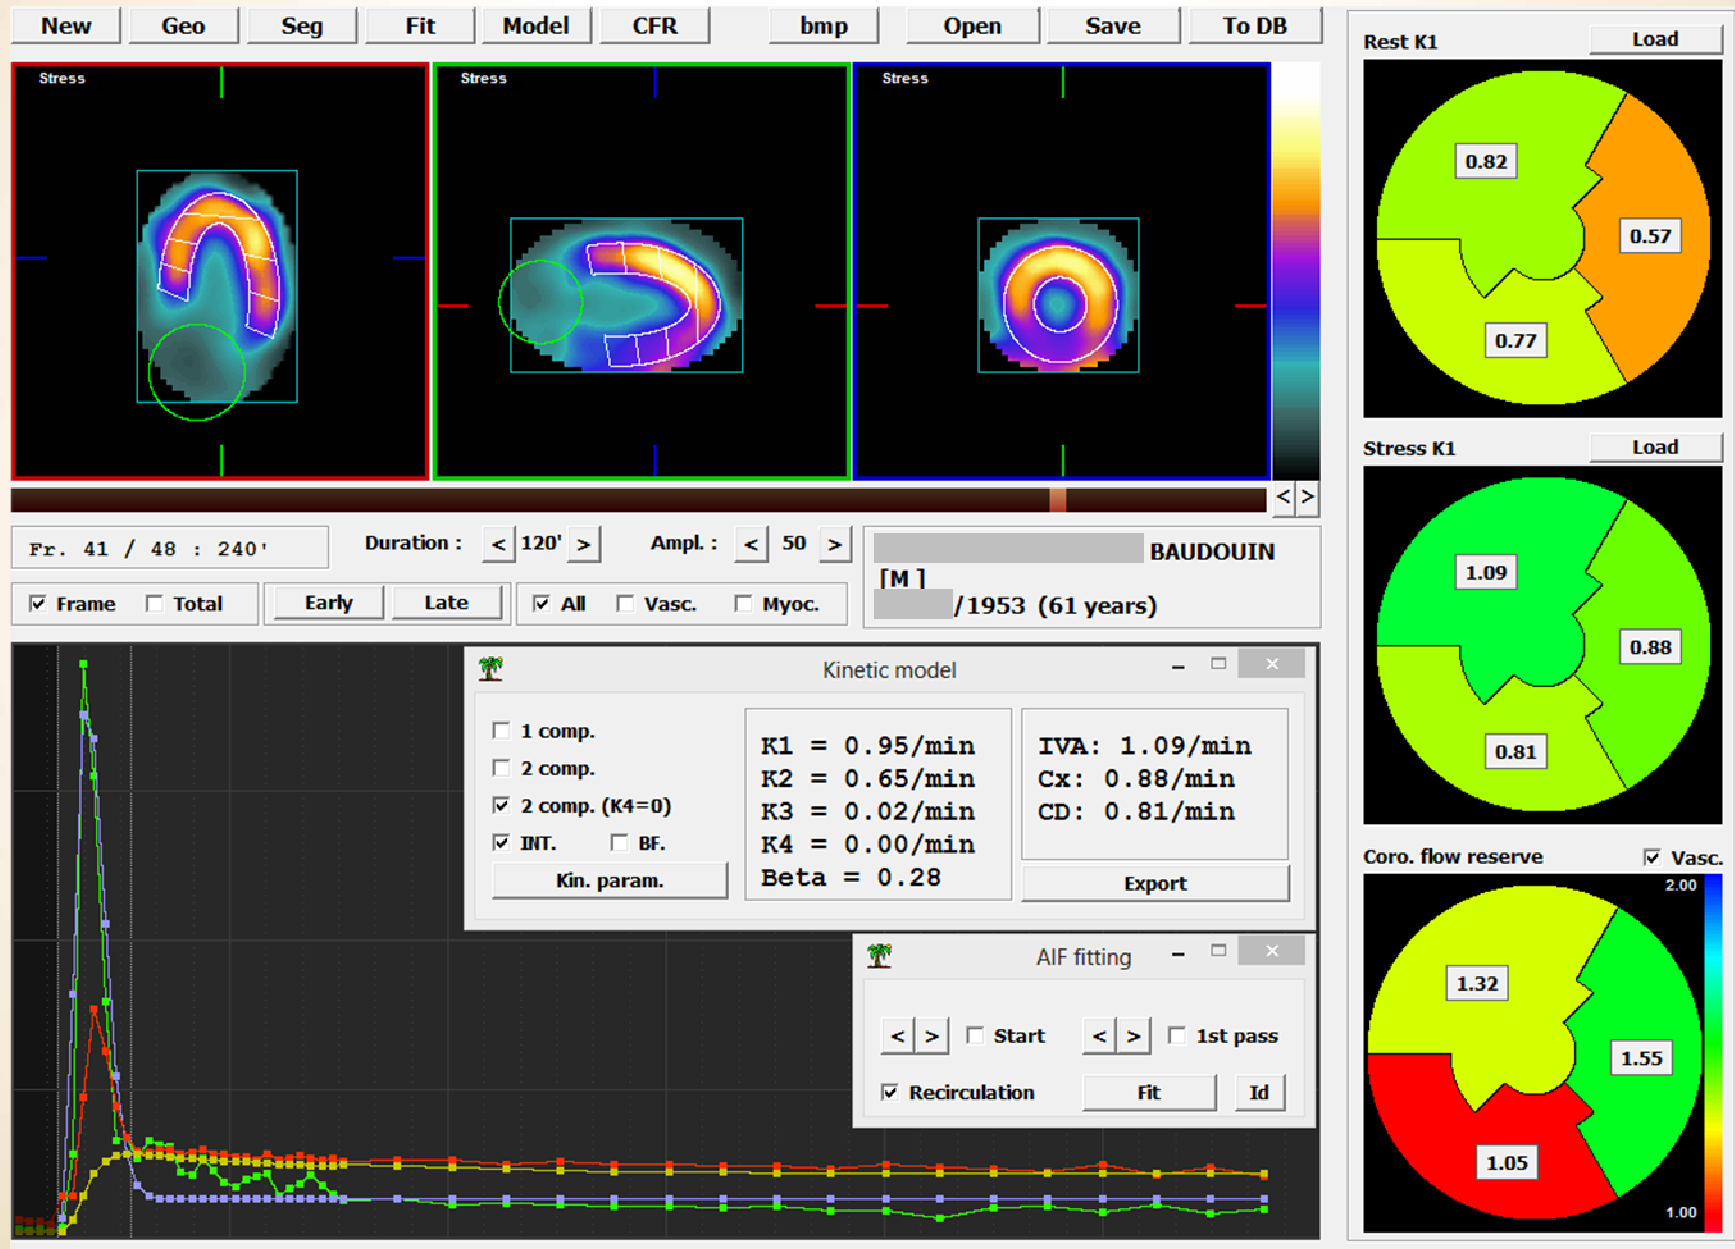 New Geo Seg Fit Model CFR bmp Open Save To DB
Stress
Stress
Stress
< >
Fr. 41 / 48 : 240'
Duration : < 120' >
Ampl. : < 50 >
BAUDOUIN
[M ]
/1953 (61 years)
Frame Total
Early Late
All Vasc. Myoc.
Kinetic model
1 comp.
2 comp.
2 comp. (K4=0)
INT. BF.
Kin. param.
K1 = 0.95/min
K2 = 0.65/min
K3 = 0.02/min
K4 = 0.00/min
Beta = 0.28
IVA: 1.09/min
Cx: 0.88/min
CD: 0.81/min
Export
AIF fitting
< > Start < > 1st pass
Recirculation Fit Id
Rest K1 Load
0.82
0.57
0.77
Stress K1 Load
1.09
0.88
0.81
Coro. flow reserve Vasc.
2.00
1.32
1.55
1.05
1.00